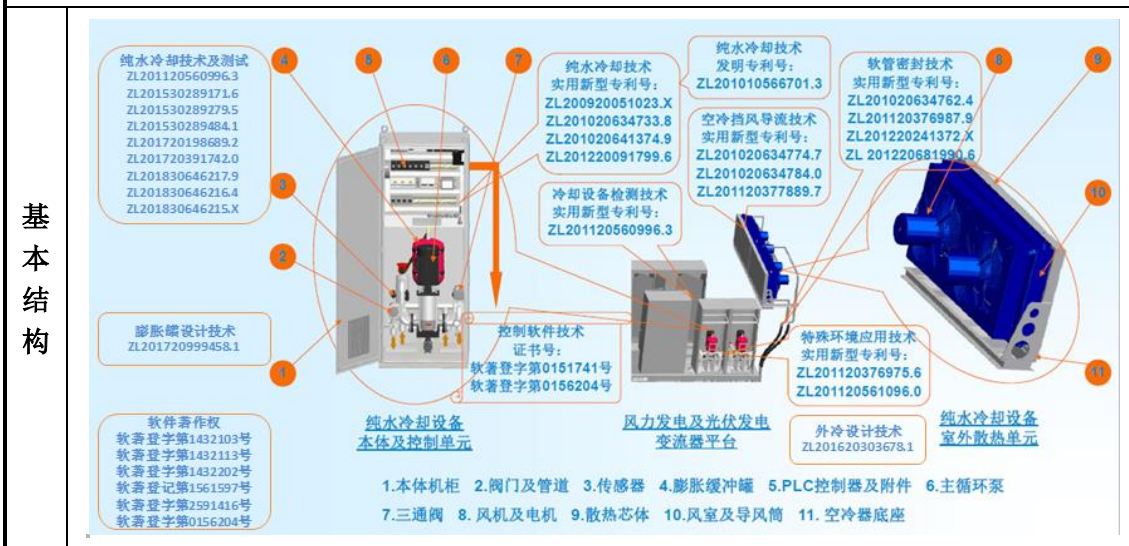 基本结构
纯水冷却技术及测试
ZL201120560996.3
ZL201530289171.6
ZL201530289279.5
ZL201530289484.1
ZL201720198689.2
ZL201720391742.0
ZL201830646217.9
ZL201830646216.4
ZL201830646215.X
膨胀罐设计技术
ZL201720999458.1
软件著作权
软著登字第1432103号
软著登字第1432113号
软著登字第1432202号
软著登记第1561597号
软著登字第2591416号
软著登字第0156204号
4
5
6
7
3
2
1
纯水冷却技术
实用新型专利号:
ZL200920051023.X
ZL201020634733.8
ZL201020641374.9
ZL201220091799.6
纯水冷却技术
发明专利号:
ZL201010566701.3
空冷挡风导流技术
实用新型专利号:
ZL201020634774.7
ZL201020634784.0
ZL201120377889.7
软管密封技术
实用新型专利号:
ZL201020634762.4
ZL201120376987.9
ZL201220241372.X
ZL 201220681990.6
8
9
10
11
冷却设备检测技术
实用新型专利号:
ZL201120560996.3
控制软件技术
证书号:
软著登字第0151741号
软著登字第0156204号
特殊环境应用技术
实用新型专利号:
ZL201120376975.6
ZL201120561096.0
外冷设计技术
ZL201620303678.1
纯水冷却设备
本体及控制单元
风力发电及光伏发电
变流器平台
纯水冷却设备
室外散热单元
1.本体机柜 2.阀门及管道 3.传感器 4.膨胀缓冲罐 5.PLC控制器及附件 6.主循环泵
7.三通阀 8. 风机及电机 9.散热芯体 10.风室及导风筒 11. 空冷器底座